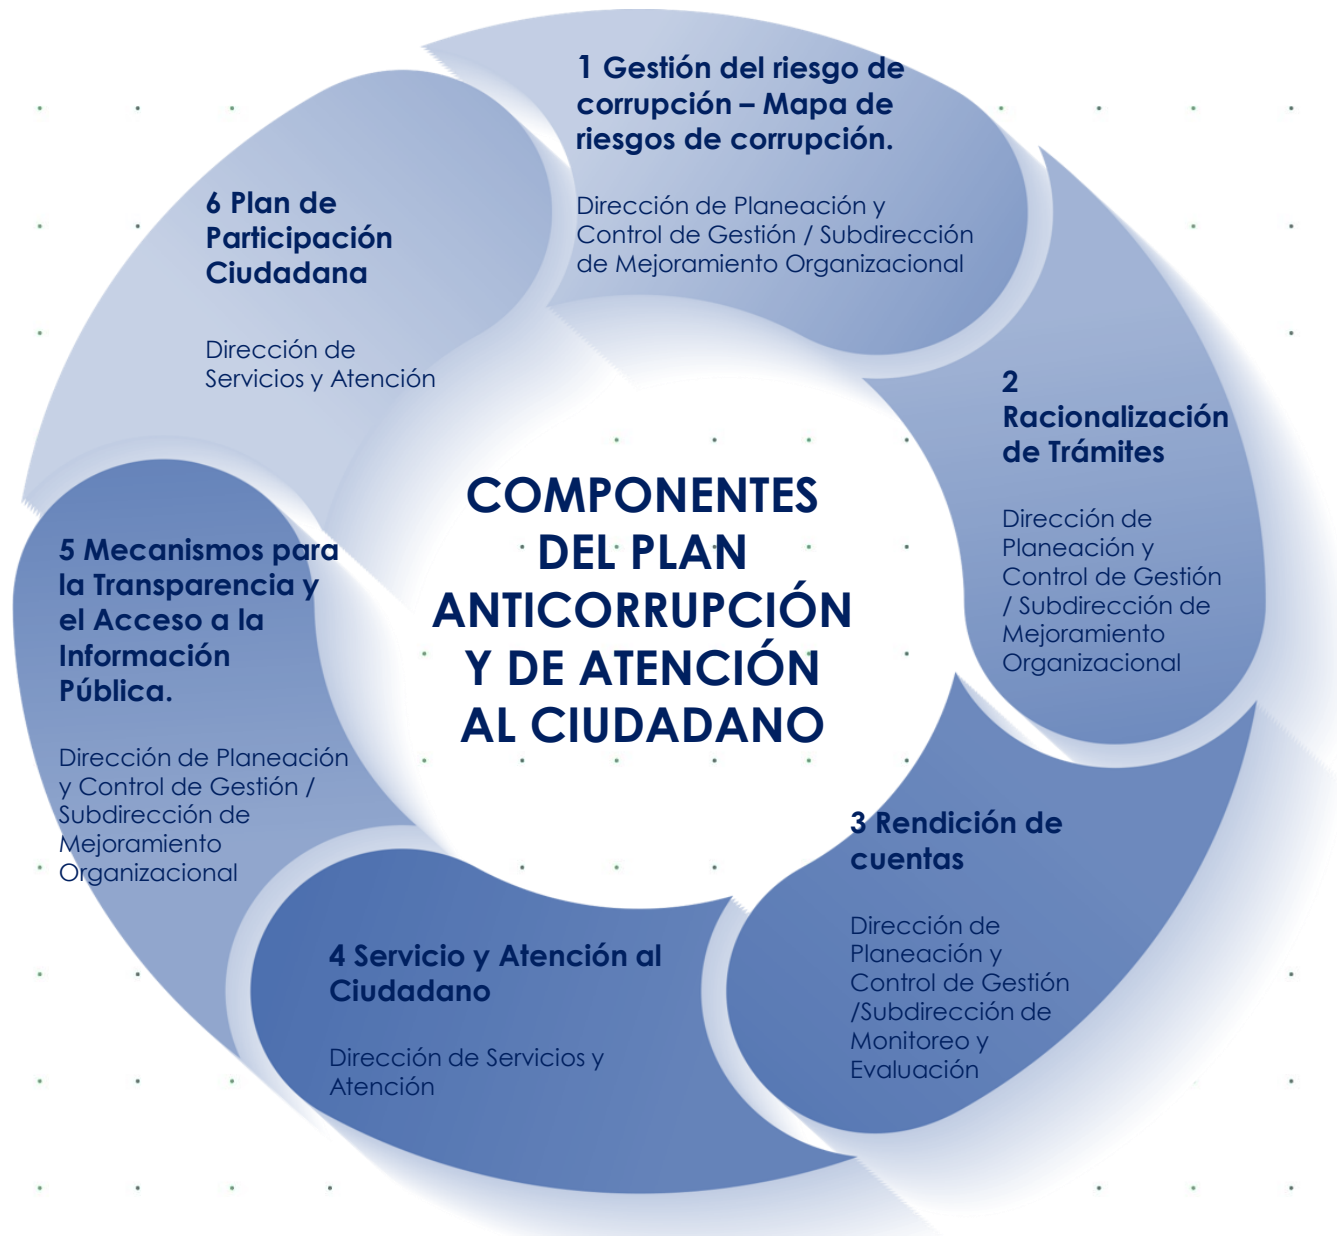 1 Gestión del riesgo de
corrupción – Mapa de
riesgos de corrupción.
Dirección de Planeación y
Control de Gestión / Subdirección
de Mejoramiento Organizacional
2
Racionalización
de Trámites
Dirección de
Planeación y
Control de Gestión
/ Subdirección de
Mejoramiento
Organizacional
3 Rendición de
cuentas
Dirección de
Planeación y
Control de Gestión
/Subdirección de
Monitoreo y
Evaluación
4 Servicio y Atención al
Ciudadano
Dirección de Servicios y
Atención
5 Mecanismos para
la Transparencia y
el Acceso a la
Información
Pública.
Dirección de Planeación
y Control de Gestión /
Subdirección de
Mejoramiento
Organizacional
6 Plan de
Participación
Ciudadana
Dirección de
Servicios y Atención
COMPONENTES
DEL PLAN
ANTICORRUPCIÓN
Y DE ATENCIÓN
AL CIUDADANO